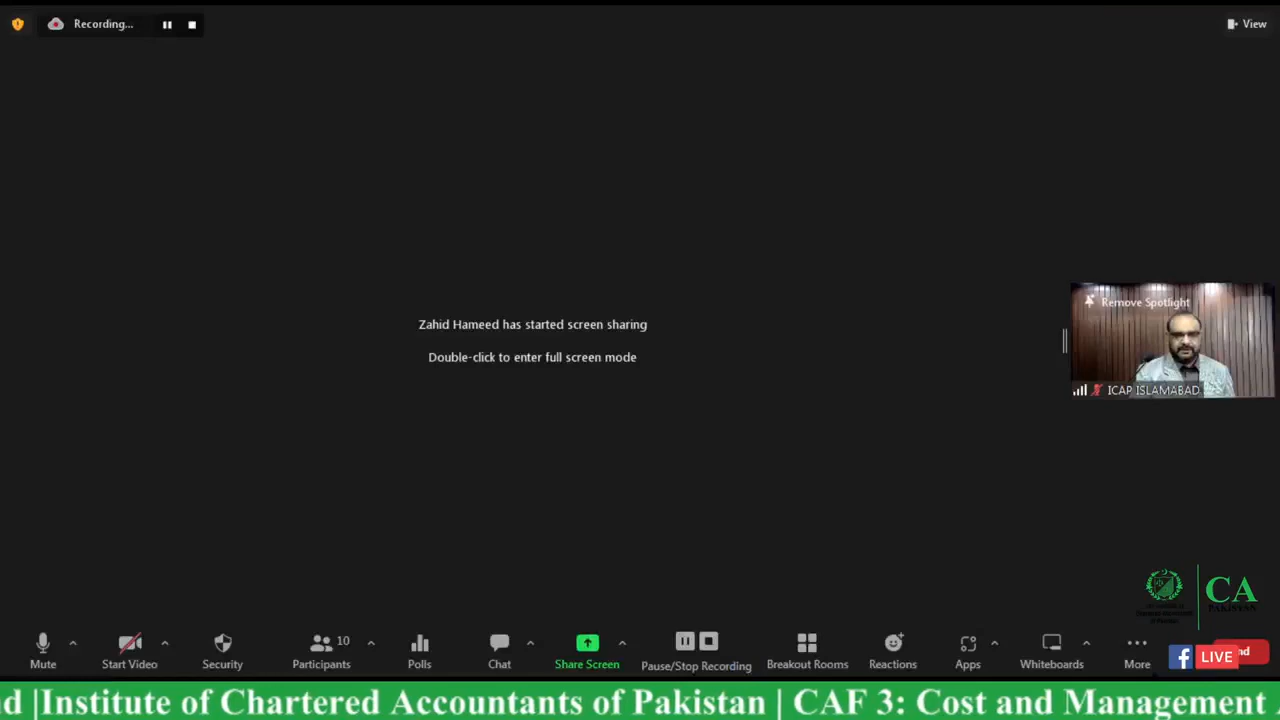 Recording...
View
Zahid Hameed has started screen sharing
Double-click to enter full screen mode
Remove Spotlight
ICAP ISLAMABAD
CA
PAKISTAN
10
Mute
Start Video
Security
Participants
Polls
Chat
Share Screen
Pause/Stop Recording
Breakout Rooms
Reactions
Apps
Whiteboards
More
LIVE
nd
d |Institute of Chartered Accountants of Pakistan | CAF 3: Cost and Management